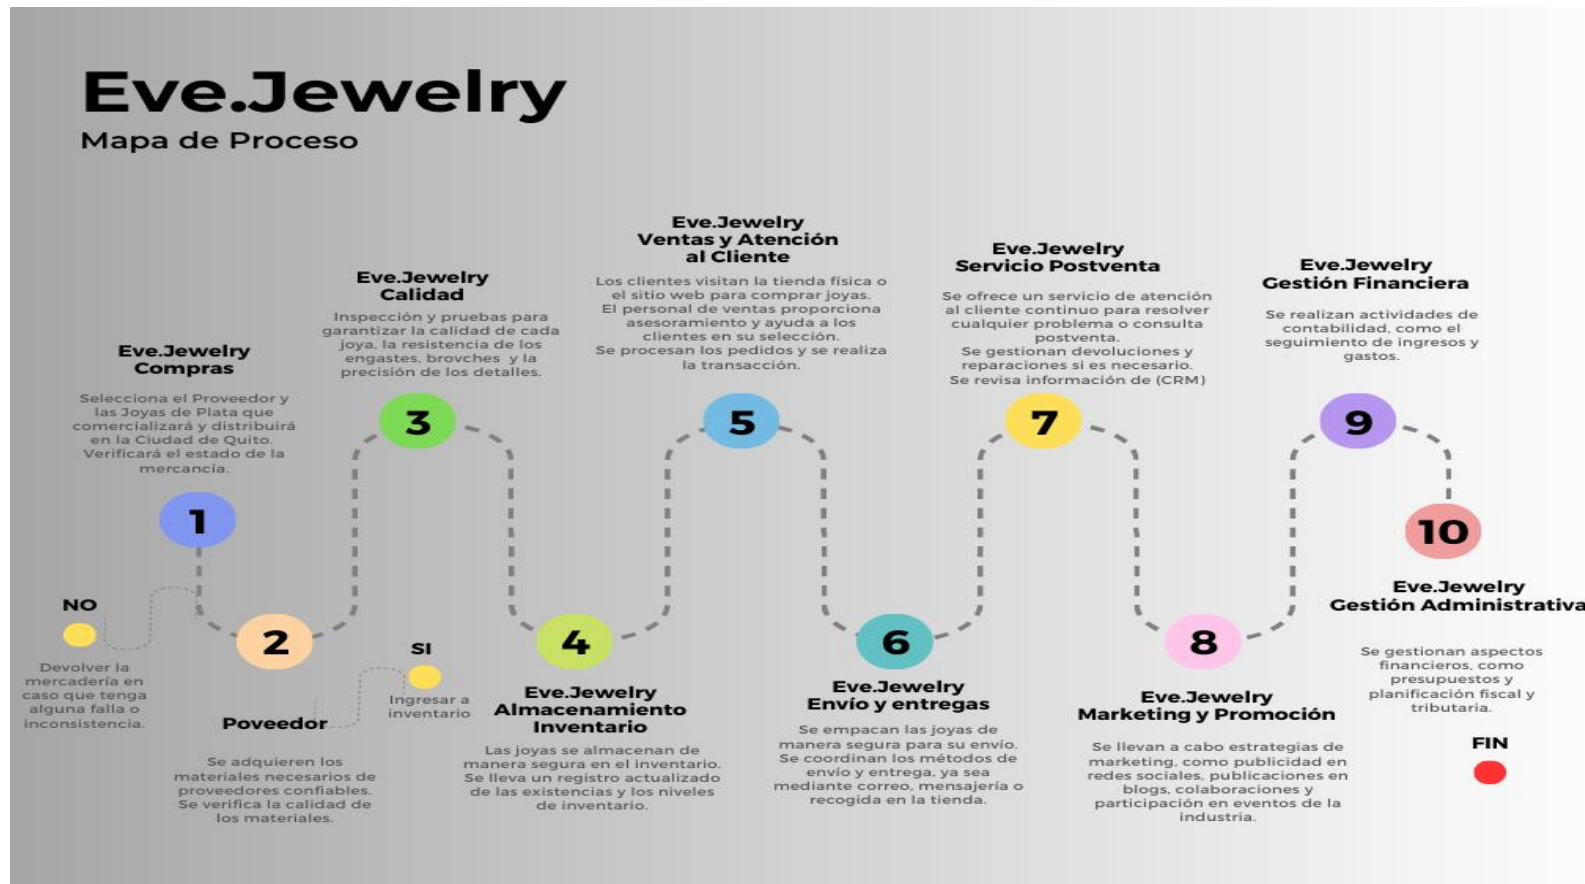 Eve.Jewelry
Mapa de Proceso
Eve.Jewelry
Compras
Selecciona el Proveedor y
las Joyas de Plata que
comercializará y distribuirá
en la Ciudad de Quito.
Verificará el estado de la
mercancía.
1
NO
Devolver la
mercadería en
caso que tenga
alguna falla o
inconsistencia.
2
Poveedor
Se adquieren los
materiales necesarios de
proveedores confiables.
Se verifica la calidad de
los materiales.
SI
Ingresar a
inventario
Eve.Jewelry
Calidad
Inspección y pruebas para
garantizar la calidad de cada
joya, la resistencia de los
engastes, brovches y la
precisión de los detalles.
3
4
Eve.Jewelry
Almacenamiento
Inventario
Las joyas se almacenan de
manera segura en el inventario.
Se lleva un registro actualizado
de las existencias y los niveles
de inventario.
Eve.Jewelry
Ventas y Atención
al Cliente
Los clientes visitan la tienda física o
el sitio web para comprar joyas.
El personal de ventas proporciona
asesoramiento y ayuda a los
clientes en su selección.
Se procesan los pedidos y se realiza
la transacción.
5
6
Eve.Jewelry
Envío y entregas
Se empacan las joyas de
manera segura para su envío.
Se coordinan los métodos de
envío y entrega, ya sea
mediante correo, mensajería o
recogida en la tienda.
Eve.Jewelry
Servicio Postventa
Se ofrece un servicio de atención
al cliente continuo para resolver
cualquier problema o consulta
postventa.
Se gestionan devoluciones y
reparaciones si es necesario.
Se revisa información de (CRM)
7
8
Eve.Jewelry
Marketing y Promoción
Se llevan a cabo estrategias de
marketing, como publicidad en
redes sociales, publicaciones en
blogs, colaboraciones y
participación en eventos de la
industria.
Eve.Jewelry
Gestión Financiera
Se realizan actividades de
contabilidad, como el
seguimiento de ingresos y
gastos.
9
10
Eve.Jewelry
Gestión Administrativa
Se gestionan aspectos
financieros, como
presupuestos y
planificación fiscal y
tributaria.
FIN